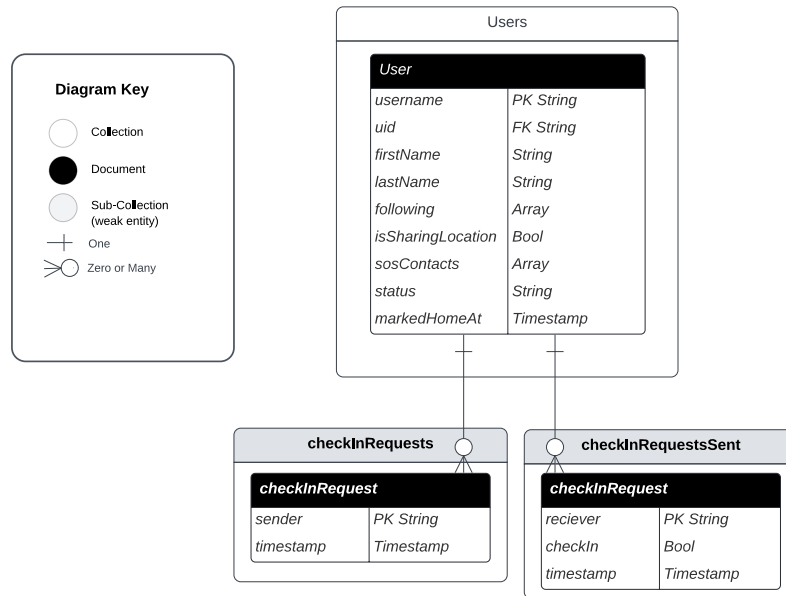 Users
User
username PK String
uid FK String
firstName String
lastName String
following Array
isSharingLocation Bool
sosContacts Array
status String
markedHomeAt Timestamp
Diagram Key
Collection
Document
Sub-Collection
(weak entity)
One
Zero or Many
checkInRequests
checkInRequest
sender PK String
timestamp Timestamp
checkInRequestsSent
checkInRequest
reciever PK String
checkIn Bool
timestamp Timestamp